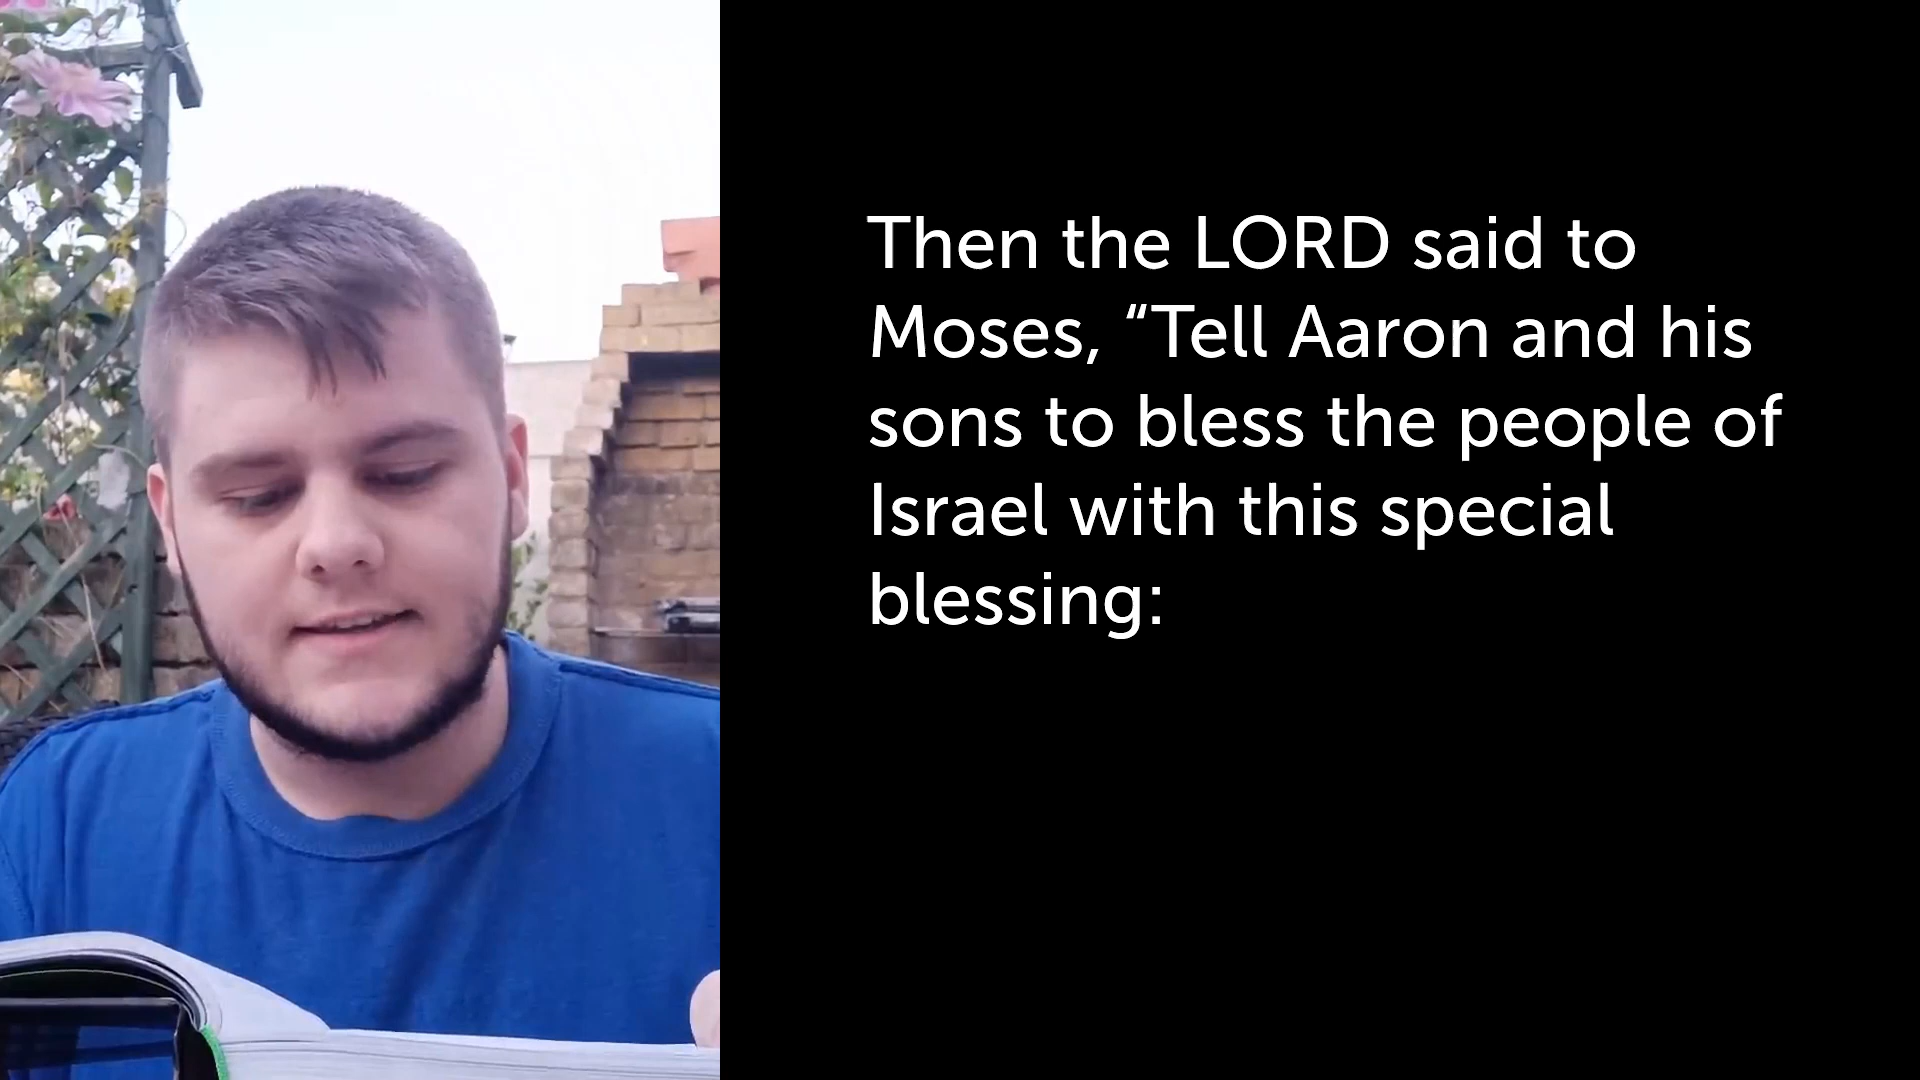 Then the LORD said to
Moses, “Tell Aaron and his
sons to bless the people of
Israel with this special
blessing: